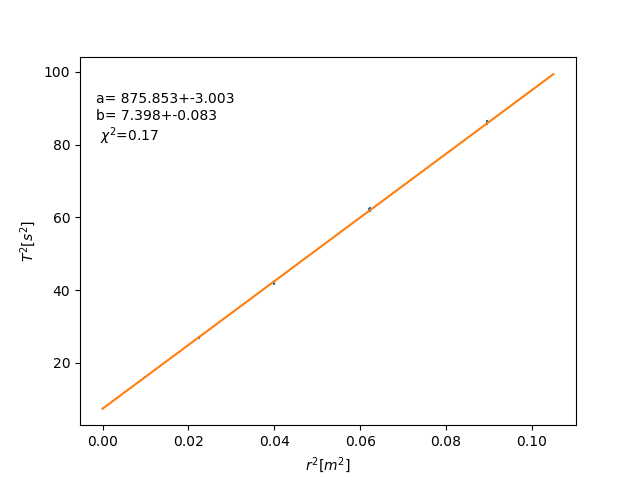 a= 875.853+-3.003
b= 7.398+-0.083
χ²=0.17
100
80
60
40
20
T²[s²]
0.00 0.02 0.04 0.06 0.08 0.10
r²[m²]